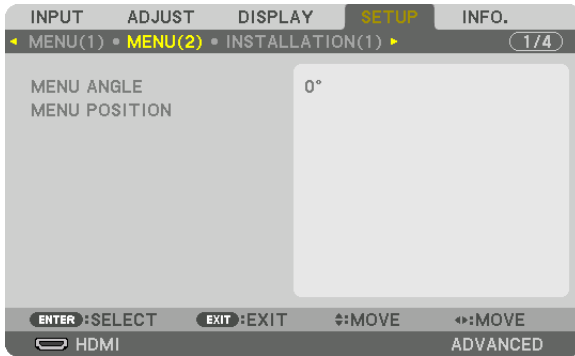 INPUT ADJUST DISPLAY SETUP INFO.
MENU(1) • MENU(2) • INSTALLATION(1) 1/4
MENU ANGLE 0°
MENU POSITION
ENTER :SELECT EXIT :EXIT :MOVE :MOVE
HDMI ADVANCED